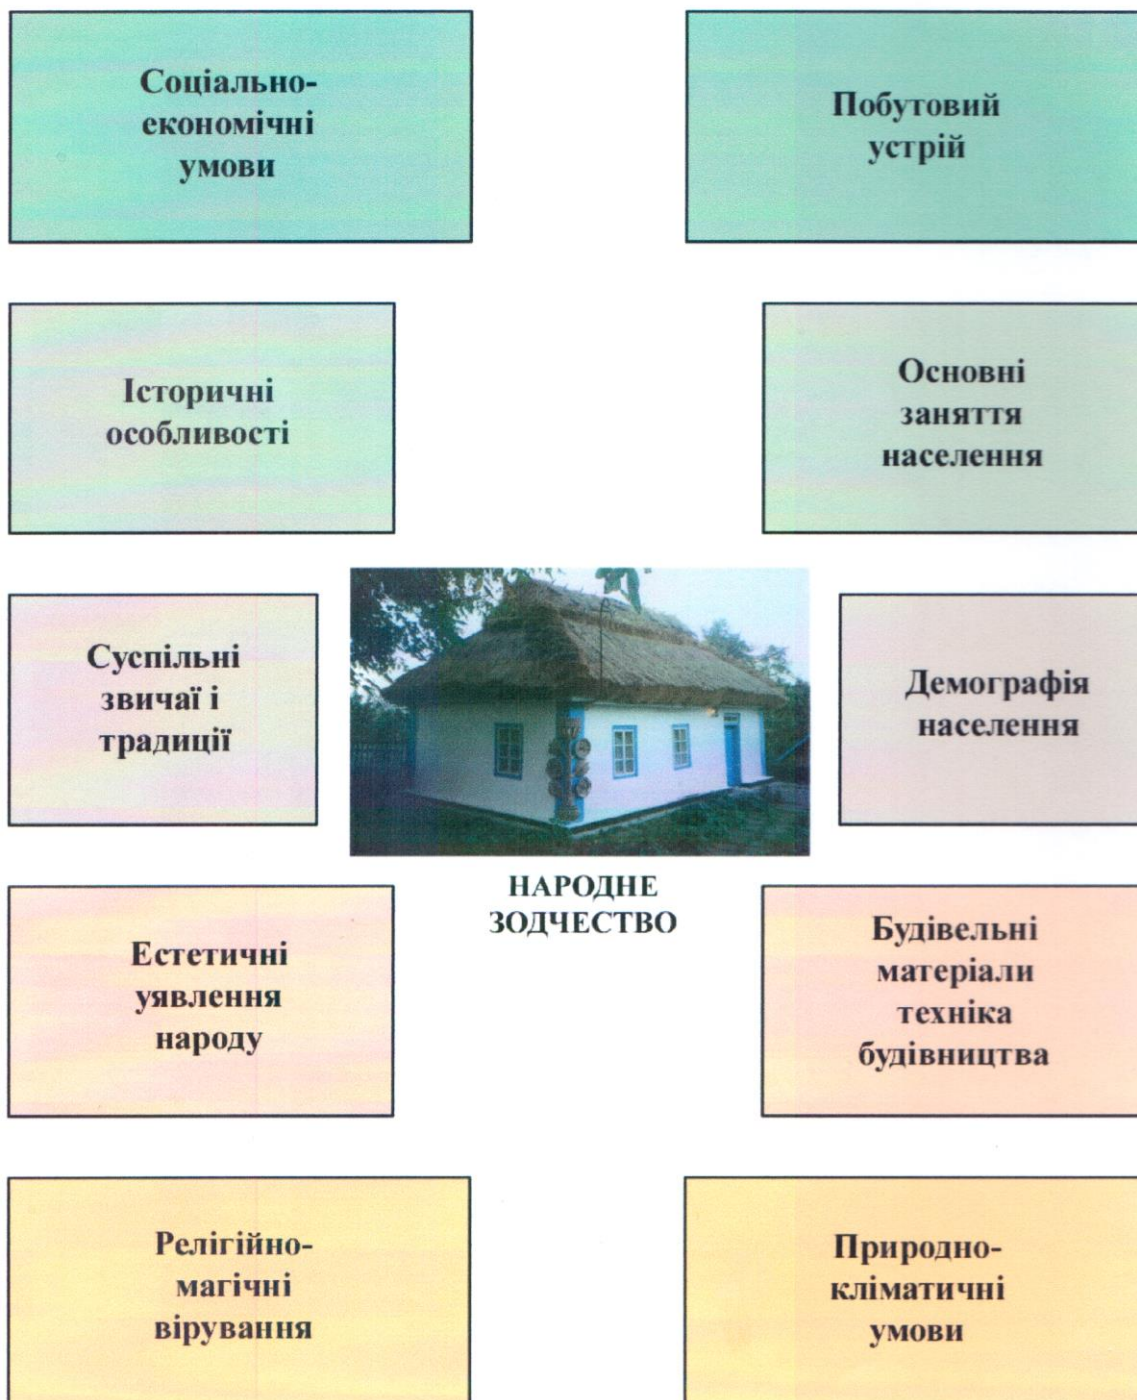 Соціально-
економічні
умови
Побутовий
устрій
Історичні
особливості
Основні
заняття
населення
Суспільні
звичаї і
традиції
Демографія
населення
НАРОДНЕ
ЗОДЧЕСТВО
Естетичні
уявлення
народу
Будівельні
матеріали
техніка
будівництва
Релігійно-
магічні
вірування
Природно-
кліматичні
умови